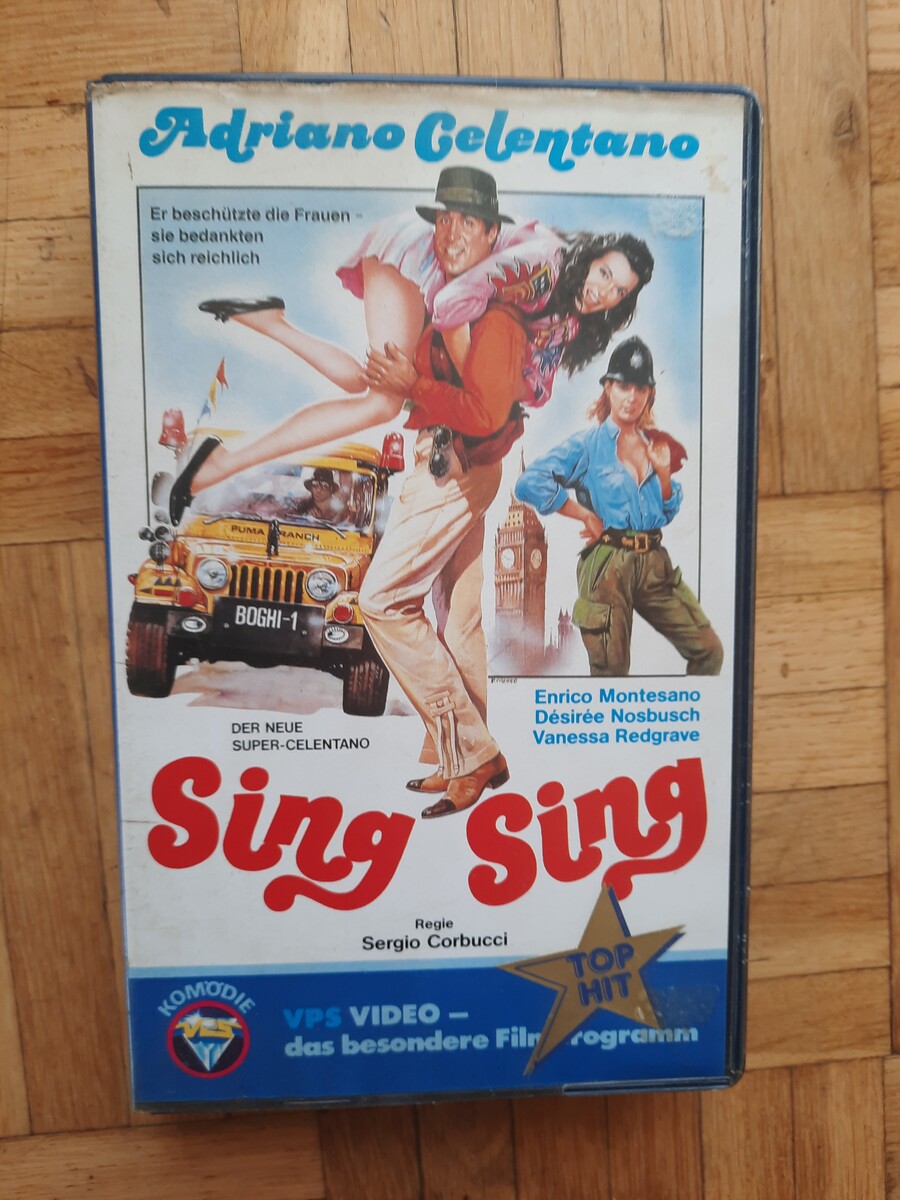 Adriano Celentano
Er beschützte die Frauen –
sie bedankten
sich reichlich
PUMA RANCH
BOGHI-1
Enrico Montesano
Désirée Nosbusch
Vanessa Redgrave
DER NEUE
SUPER-CELENTANO
Sing Sing
Regie
Sergio Corbucci
TOP
HIT
KOMÖDIE
VPS VIDEO –
das besondere Filmprogramm